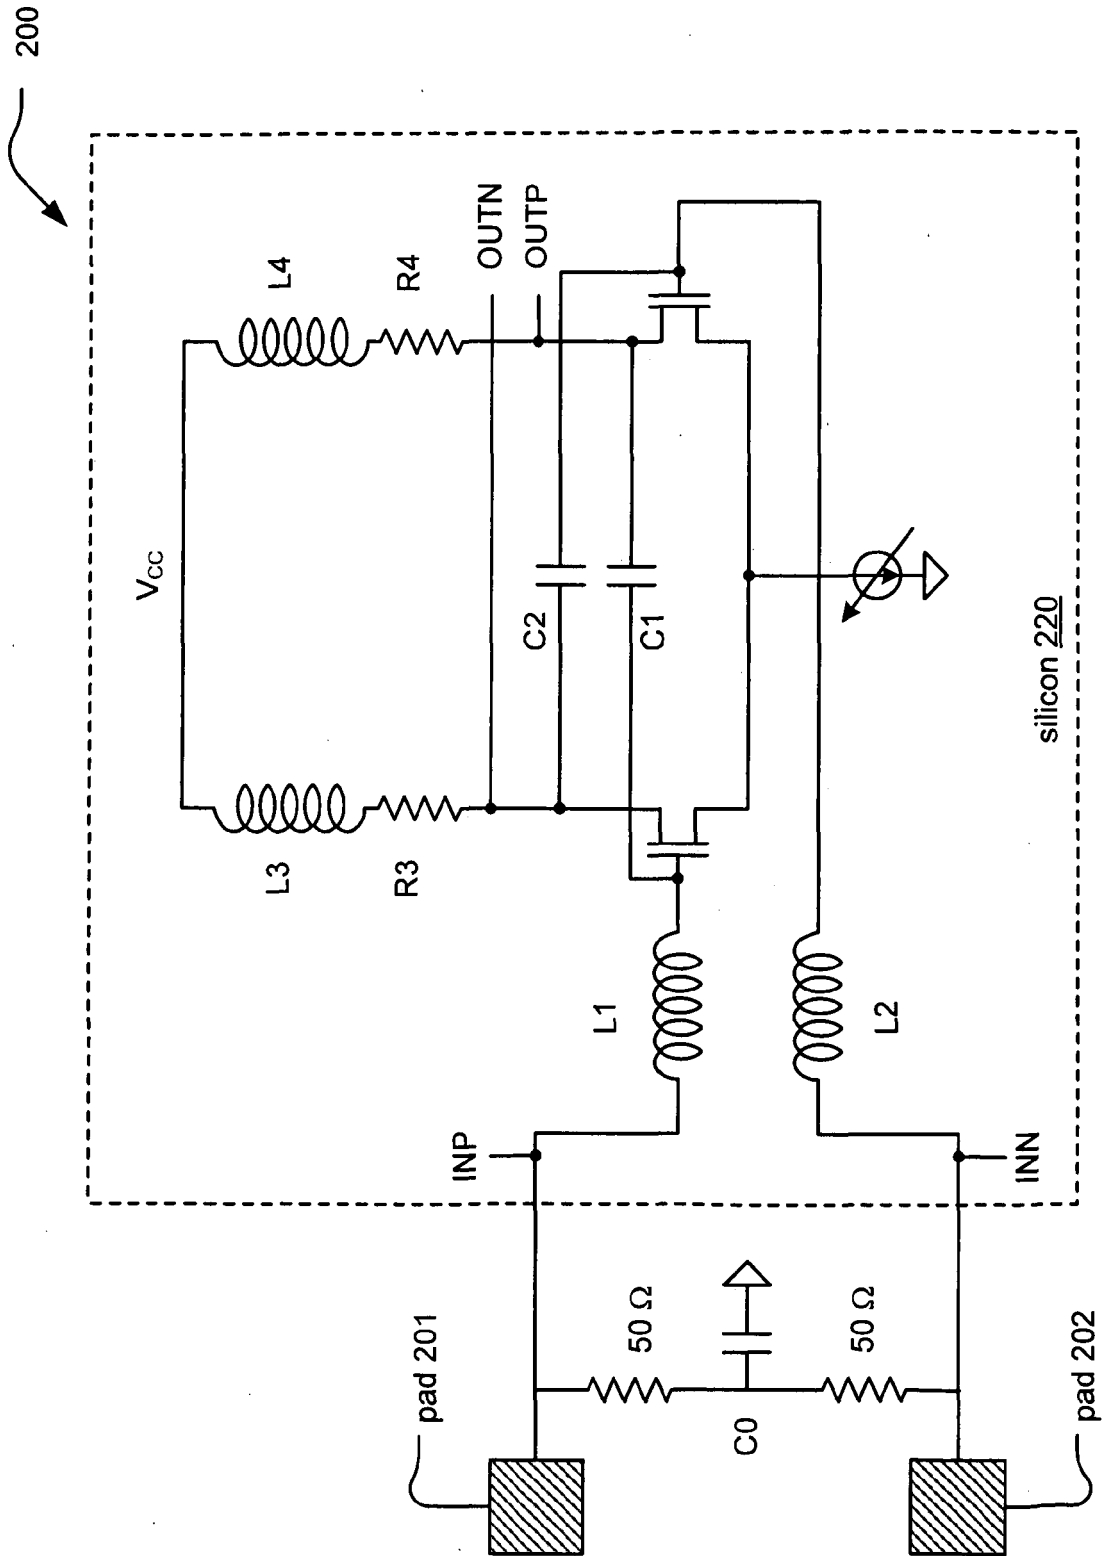 200
VCC
L4
R4
L3
R3
OUTN
OUTP
C2
C1
L1
L2
INP
INN
silicon 220
pad 201
50 Ω
C0
50 Ω
pad 202